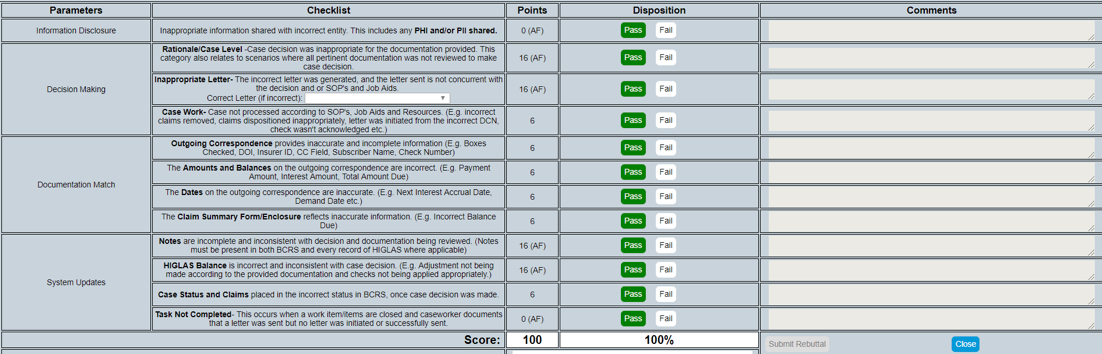 Parameters Checklist Points Disposition Comments
Information Disclosure
Inappropriate information shared with incorrect entity. This includes any PHI and/or PII shared.
0 (AF) Pass Fail
Decision Making
Rationale/Case Level -Case decision was inappropriate for the documentation provided. This
category also relates to scenarios where all pertinent documentation was not reviewed to make
case decision.
16 (AF) Pass Fail
Inappropriate Letter- The incorrect letter was generated, and the letter sent is not concurrent with
the decision and or SOP's and Job Aids.
Correct Letter (if incorrect):
16 (AF) Pass Fail
Case Work- Case not processed according to SOP's, Job Aids and Resources. (E.g. incorrect
claims removed, claims dispositioned inappropriately, letter was initiated from the incorrect DCN,
check wasn't acknowledged etc.)
6 Pass Fail
Documentation Match
Outgoing Correspondence provides inaccurate and incomplete information (E.g. Boxes
Checked, DOI, Insurer ID, CC Field, Subscriber Name, Check Number)
6 Pass Fail
The Amounts and Balances on the outgoing correspondence are incorrect. (E.g. Payment
Amount, Interest Amount, Total Amount Due)
6 Pass Fail
The Dates on the outgoing correspondence are inaccurate. (E.g. Next Interest Accrual Date,
Demand Date etc.)
6 Pass Fail
The Claim Summary Form/Enclosure reflects inaccurate information. (E.g. Incorrect Balance
Due)
6 Pass Fail
System Updates
Notes are incomplete and inconsistent with decision and documentation being reviewed. (Notes
must be present in both BCRS and every record of HIGLAS where applicable)
16 (AF) Pass Fail
HIGLAS Balance is incorrect and inconsistent with case decision. (E.g. Adjustment not being
made according to the provided documentation and checks not being applied appropriately.)
16 (AF) Pass Fail
Case Status and Claims placed in the incorrect status in BCRS, once case decision was made.
6 Pass Fail
Task Not Completed- This occurs when a work item/items are closed and caseworker documents
that a letter was sent but no letter was initiated or successfully sent.
0 (AF) Pass Fail
Score: 100 100% Submit Rebuttal Close